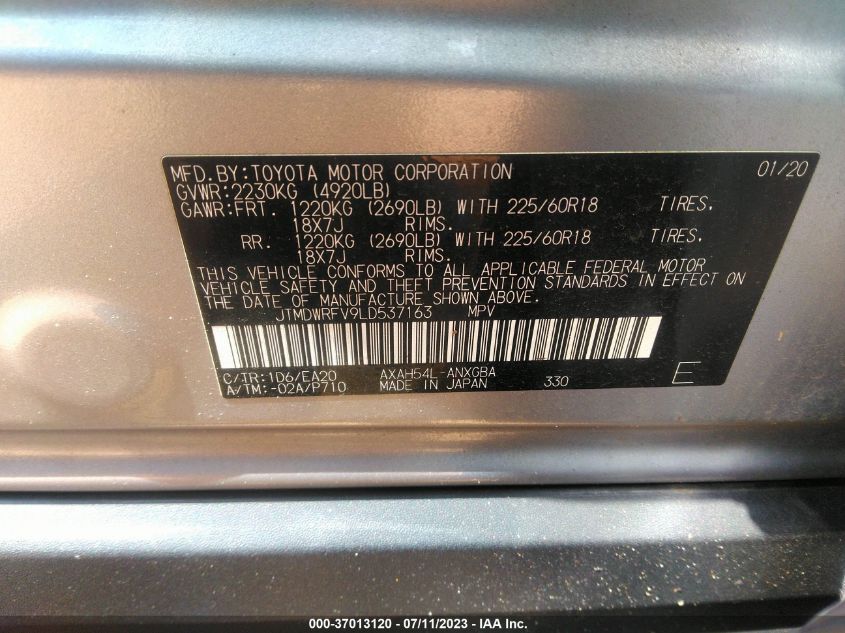 MFD.BY:TOYOTA MOTOR CORPORATION 01/20
GVWR:2230KG (4920LB)
GAWR:FRT. 1220KG (2690LB) WITH 225/60R18 TIRES.
18X7J RIMS.
RR. 1220KG (2690LB) WITH 225/60R18 TIRES.
18X7J RIMS.
THIS VEHICLE CONFORMS TO ALL APPLICABLE FEDERAL MOTOR
VEHICLE SAFETY AND THEFT PREVENTION STANDARDS IN EFFECT ON
THE DATE OF MANUFACTURE SHOWN ABOVE.
JTMDWRFV9LD537163 MPV
C/TR:1D6/EA20 AXAH54L-ANXGBA
A/TM:-02A/P710 MADE IN JAPAN 330 E
000-37013120 - 07/11/2023 - IAA Inc.